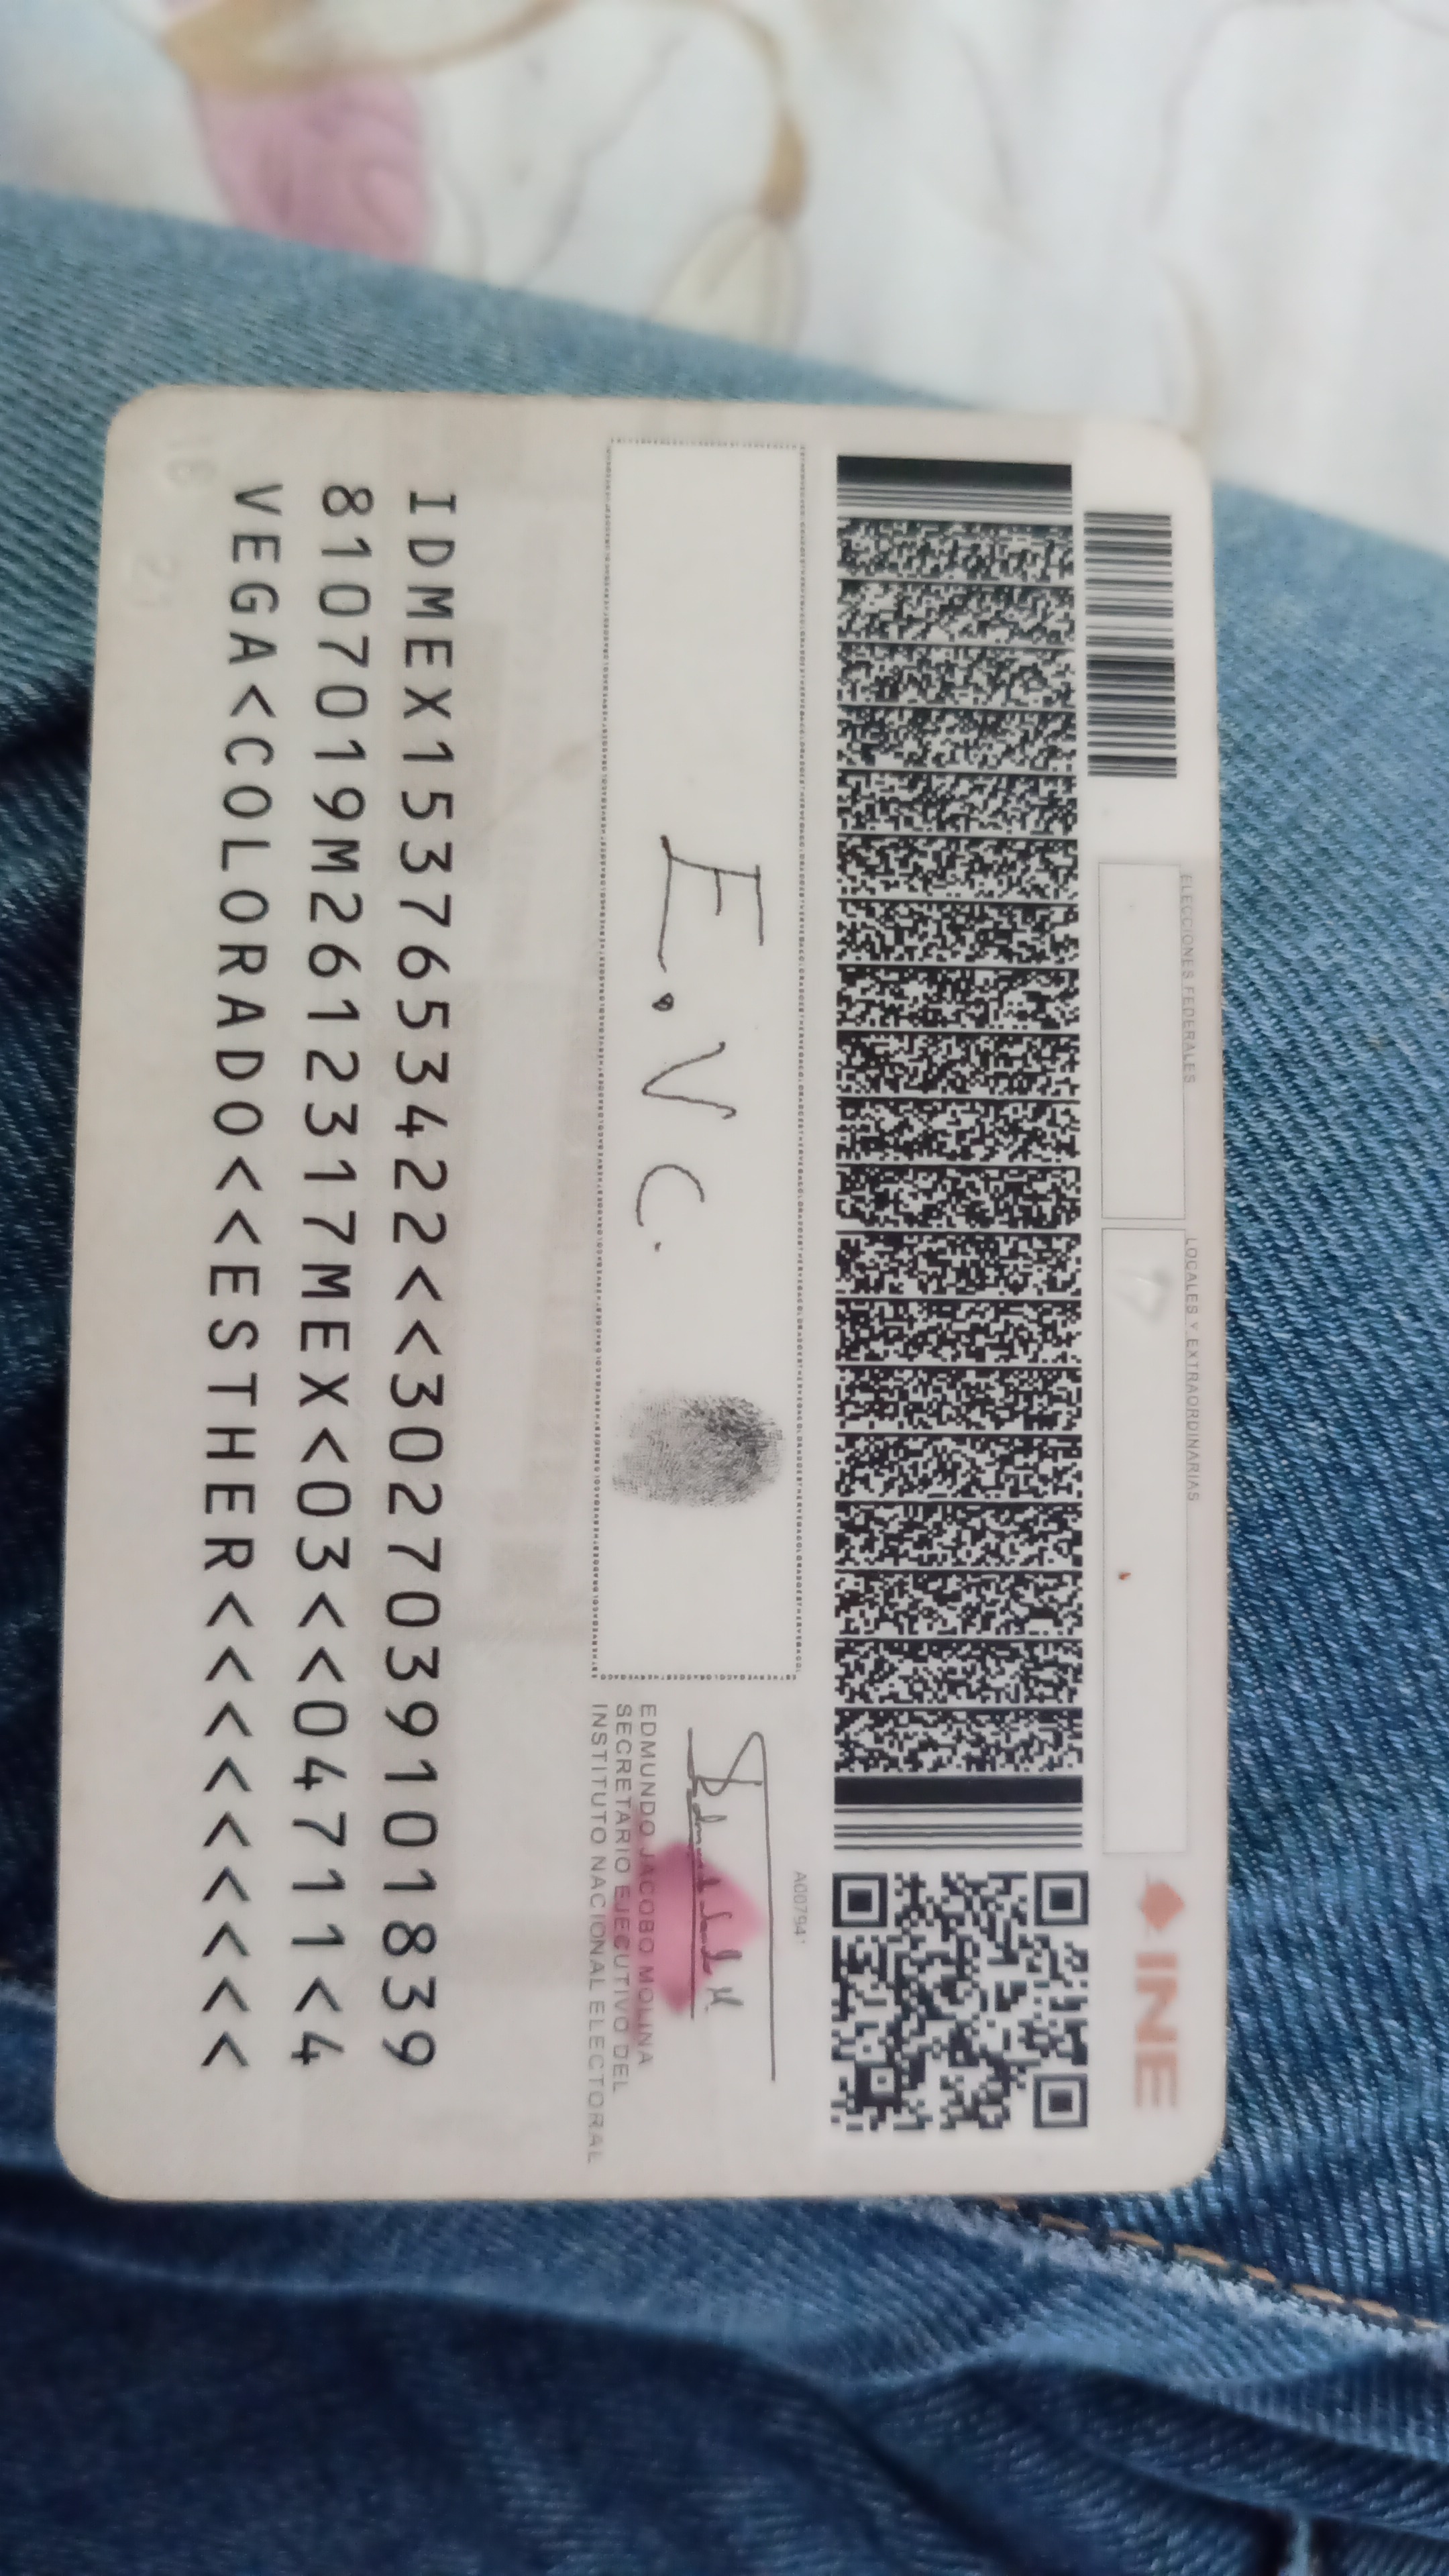 ELECCIONES FEDERALES
LOCALES Y EXTRAORDINARIAS
INE
E.V C.
EDMUNDO JACOBO MOLINA
SECRETARIO EJECUTIVO DEL
INSTITUTO NACIONAL ELECTORAL
IDMEX1537653422<<3027039101839
8107019M2612317MEX<03<<04711<4
VEGA<COLORADO<<ESTHER<<<<<<<<<